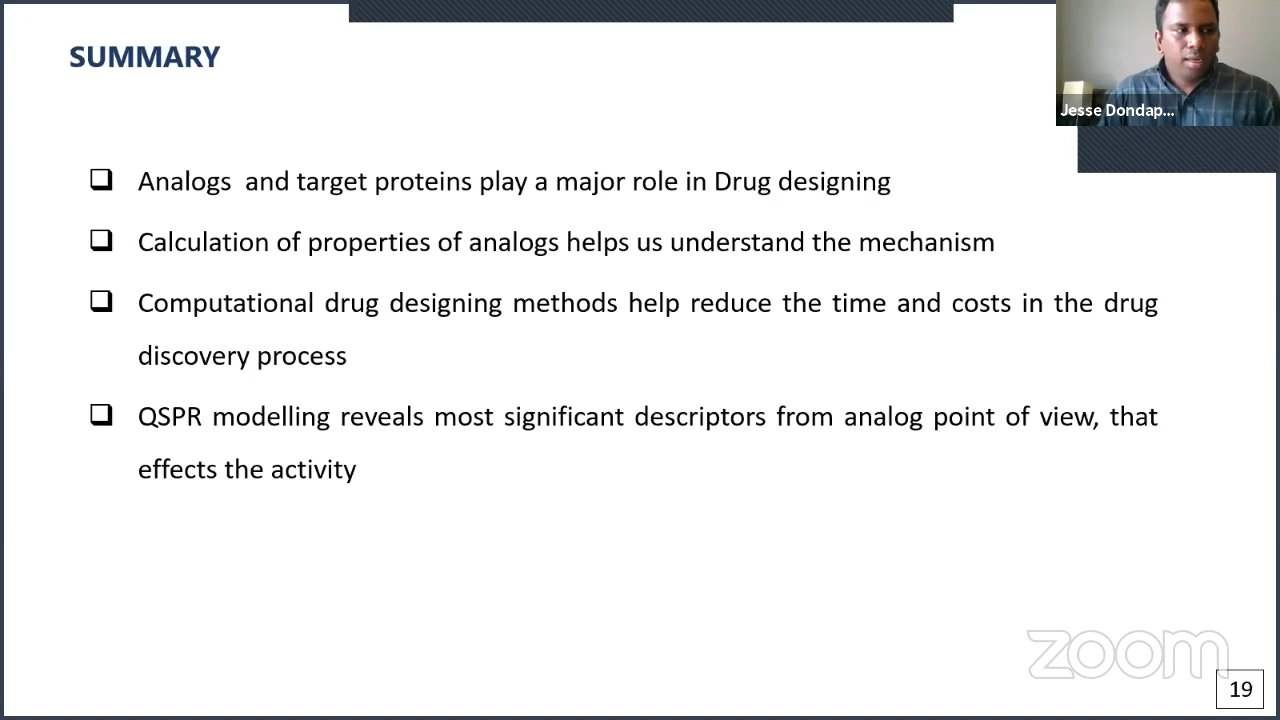 SUMMARY
Jesse Dondap...
❑ Analogs and target proteins play a major role in Drug designing
❑ Calculation of properties of analogs helps us understand the mechanism
❑ Computational drug designing methods help reduce the time and costs in the drug
discovery process
❑ QSPR modelling reveals most significant descriptors from analog point of view, that
effects the activity
zoom
19